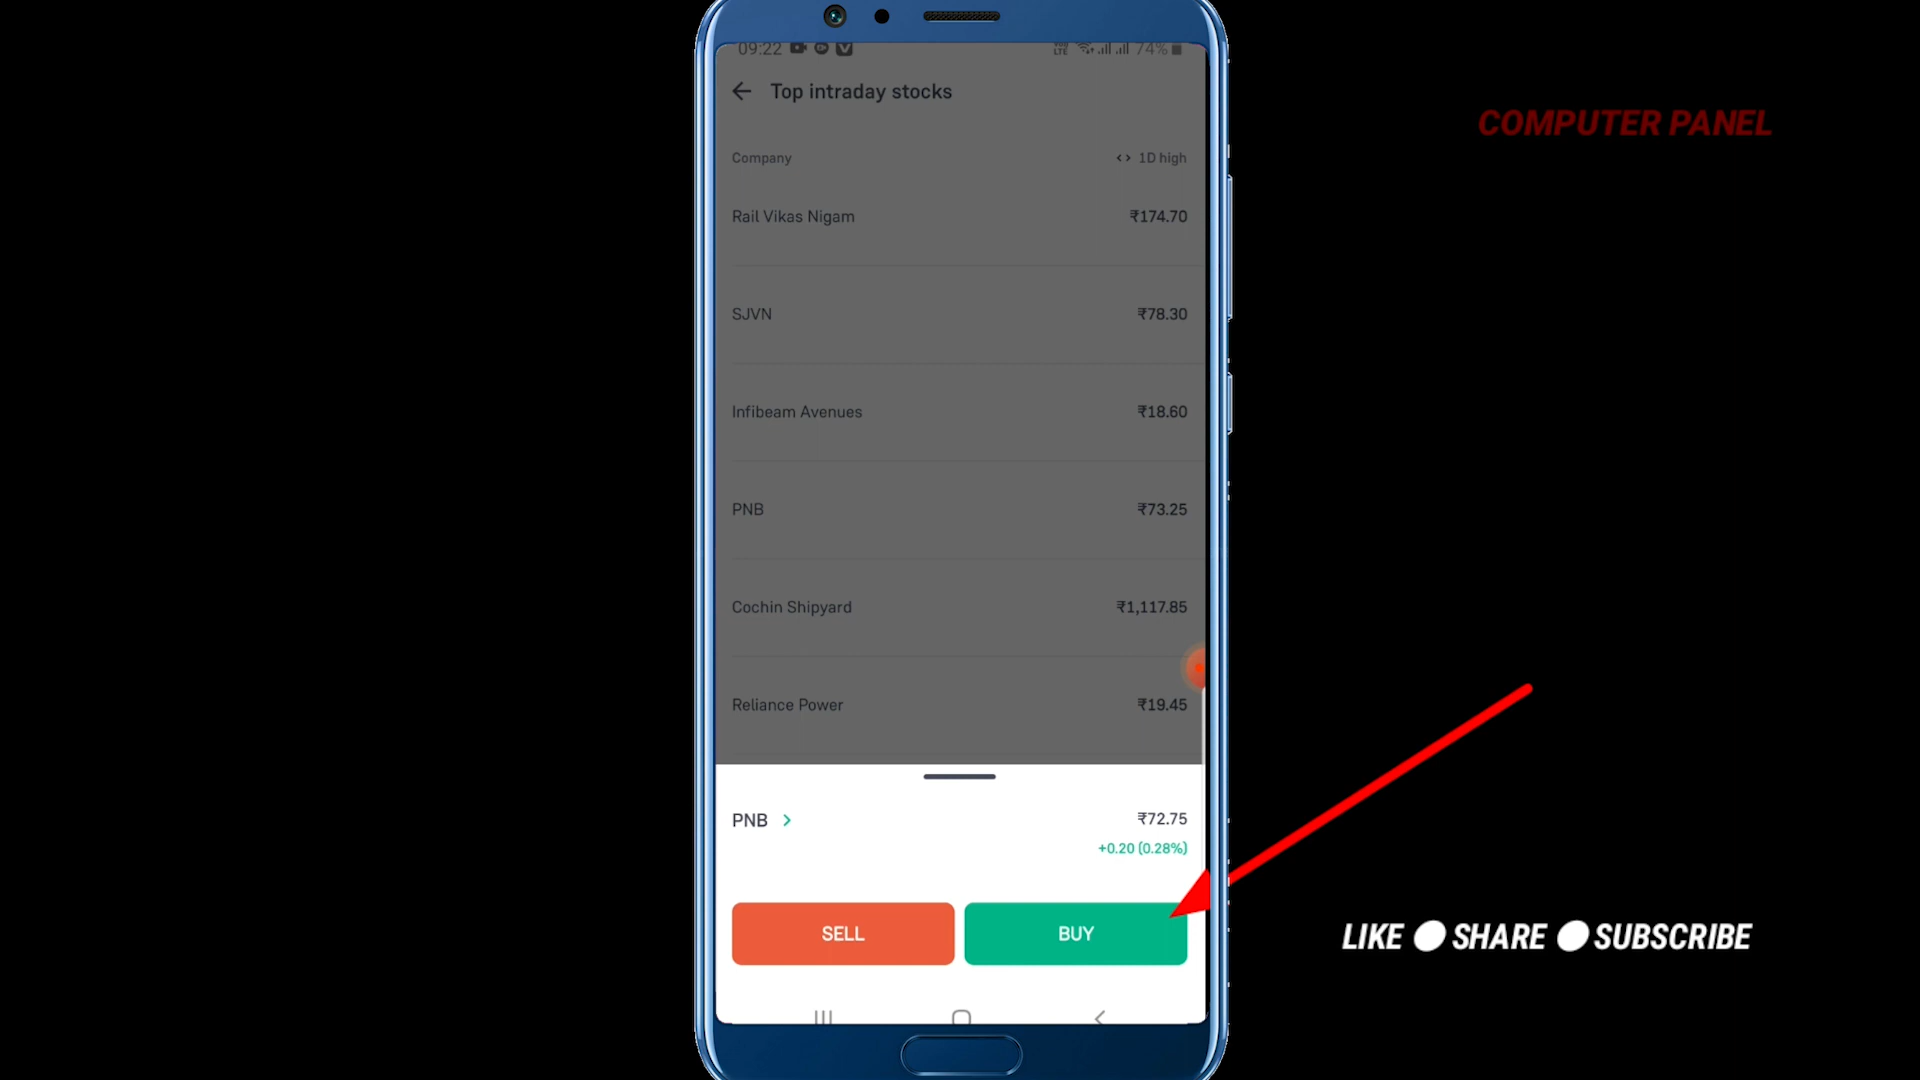 09:22
74%
Top intraday stocks
COMPUTER PANEL
Company
<> 1D high
Rail Vikas Nigam
₹174.70
SJVN
₹78.30
Infibeam Avenues
₹18.60
PNB
₹73.25
Cochin Shipyard
₹1,117.85
Reliance Power
₹19.45
PNB >
₹72.75
+0.20 (0.28%)
SELL
BUY
LIKE ● SHARE ● SUBSCRIBE